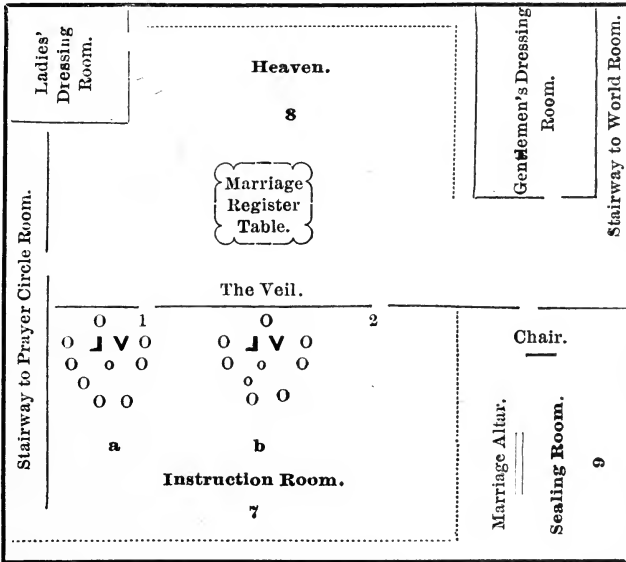 Ladies'
Dressing
Room.
Heaven.
8
Gentlemen's Dressing
Room.
Stairway to World Room.
Marriage
Register
Table.
Stairway to Prayer Circle Room.
The Veil.
O 1 O 2
O V O O V O
O o O O o O
O o
O O O O
a b
Instruction Room.
7
Chair.
Marriage Altar.
Sealing Room.
9